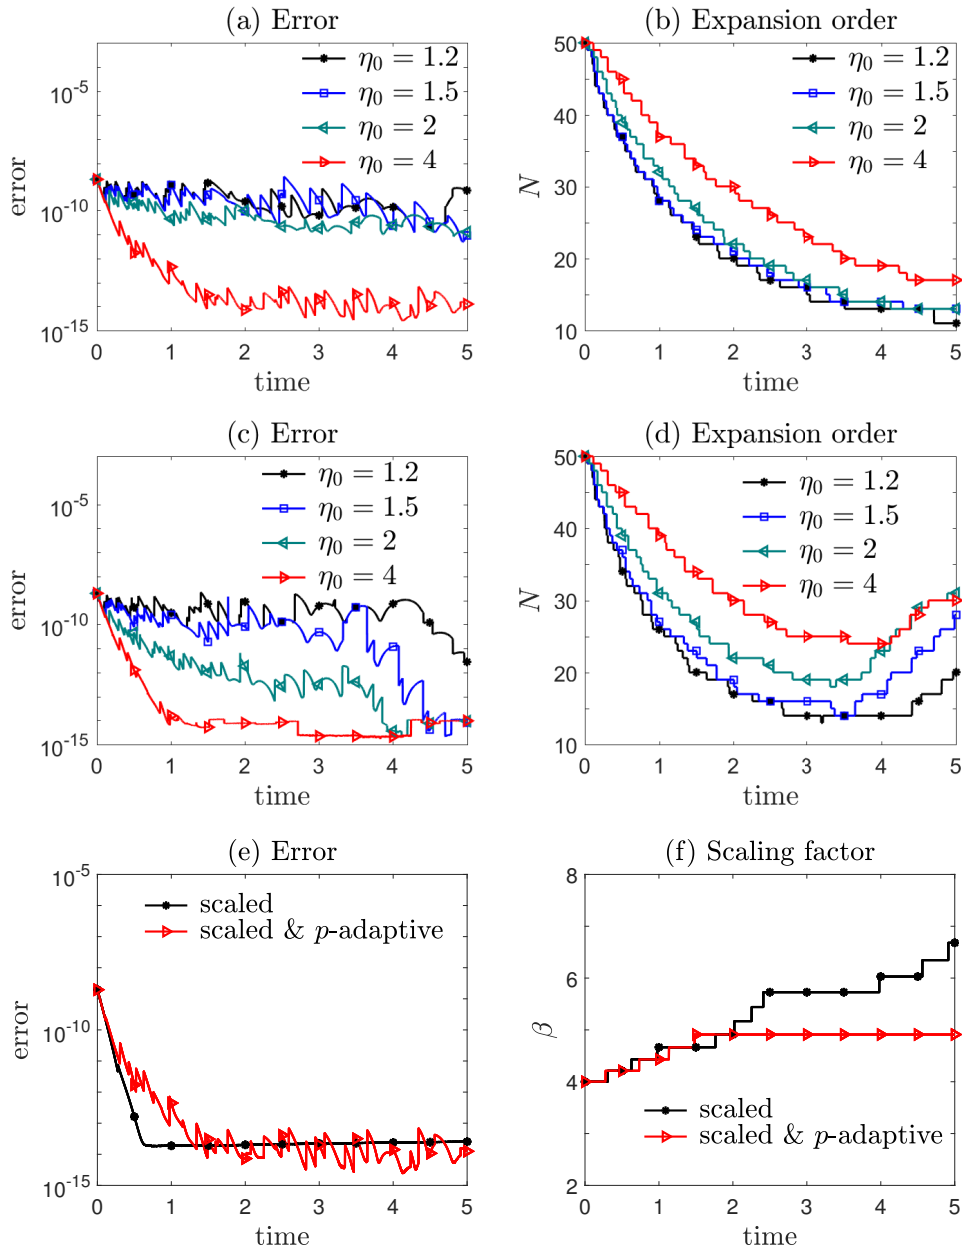 (a) Error
η₀ = 1.2
η₀ = 1.5
η₀ = 2
η₀ = 4
10⁻⁵
10⁻¹⁰
10⁻¹⁵
error
0 1 2 3 4 5
time
(b) Expansion order
η₀ = 1.2
η₀ = 1.5
η₀ = 2
η₀ = 4
50
40
30
20
10
N
0 1 2 3 4 5
time
(c) Error
η₀ = 1.2
η₀ = 1.5
η₀ = 2
η₀ = 4
10⁻⁵
10⁻¹⁰
10⁻¹⁵
error
0 1 2 3 4 5
time
(d) Expansion order
η₀ = 1.2
η₀ = 1.5
η₀ = 2
η₀ = 4
50
40
30
20
10
N
0 1 2 3 4 5
time
(e) Error
scaled
scaled & p-adaptive
10⁻⁵
10⁻¹⁰
10⁻¹⁵
error
0 1 2 3 4 5
time
(f) Scaling factor
8
6
4
2
β
scaled
scaled & p-adaptive
0 1 2 3 4 5
time